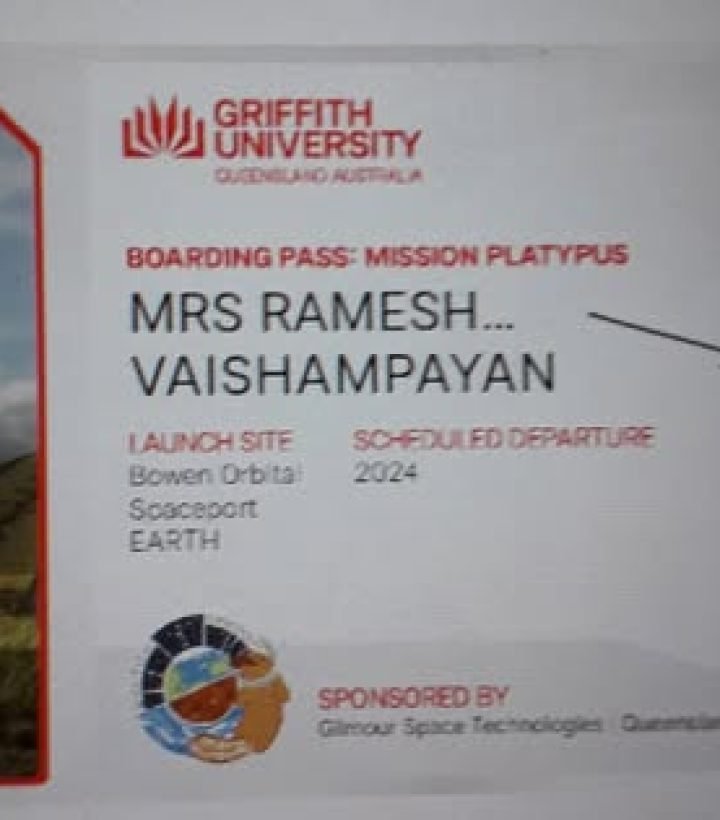 GRIFFITH
UNIVERSITY
QUEENSLAND AUSTRALIA
BOARDING PASS: MISSION PLATYPUS
MRS RAMESH...
VAISHAMPAYAN
LAUNCH SITE
SCHEDULED DEPARTURE
Bowen Orbital
2024
Spaceport
EARTH
SPONSORED BY
Gilmour Space Technologies